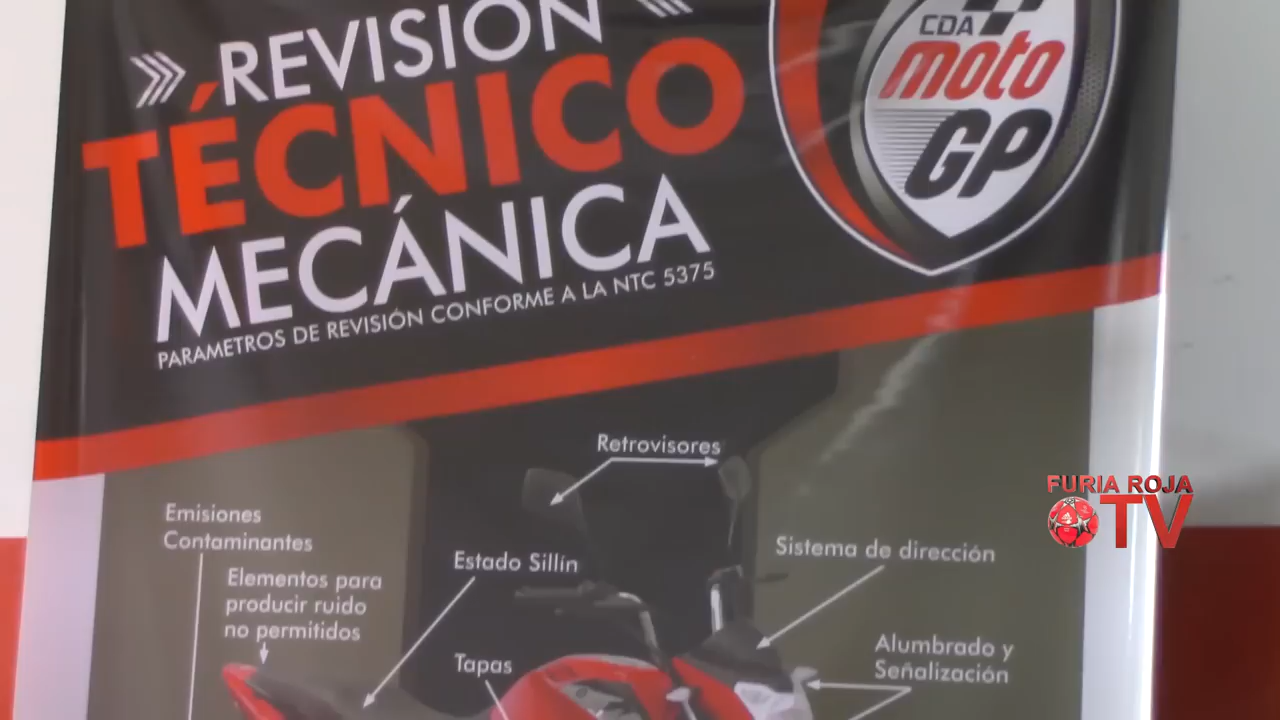 REVISIÓN
TÉCNICO
MECÁNICA
PARAMETROS DE REVISIÓN CONFORME A LA NTC 5375
CDA
moto
GP
Retrovisores
Emisiones
Contaminantes
Elementos para
producir ruido
no permitidos
Estado Sillín
Tapas
Sistema de dirección
Alumbrado y
Señalización
FURIA ROJA
TV